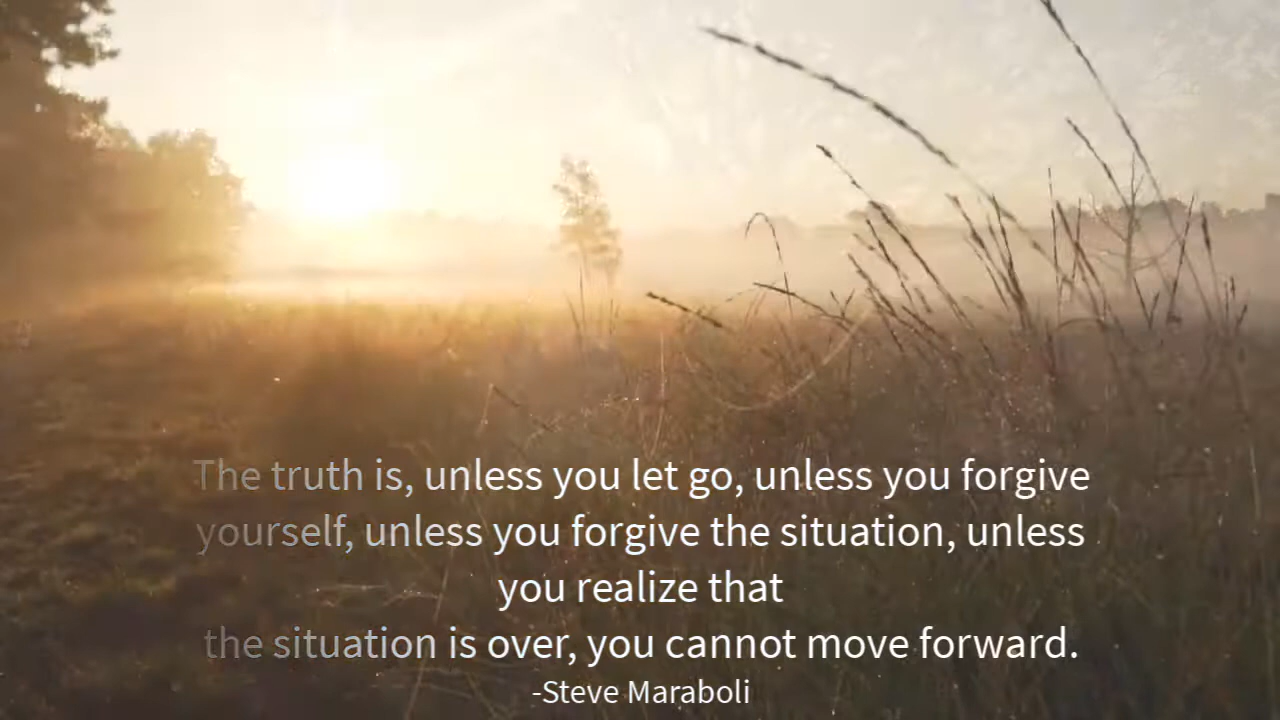 The truth is, unless you let go, unless you forgive
yourself, unless you forgive the situation, unless
you realize that
the situation is over, you cannot move forward.
-Steve Maraboli